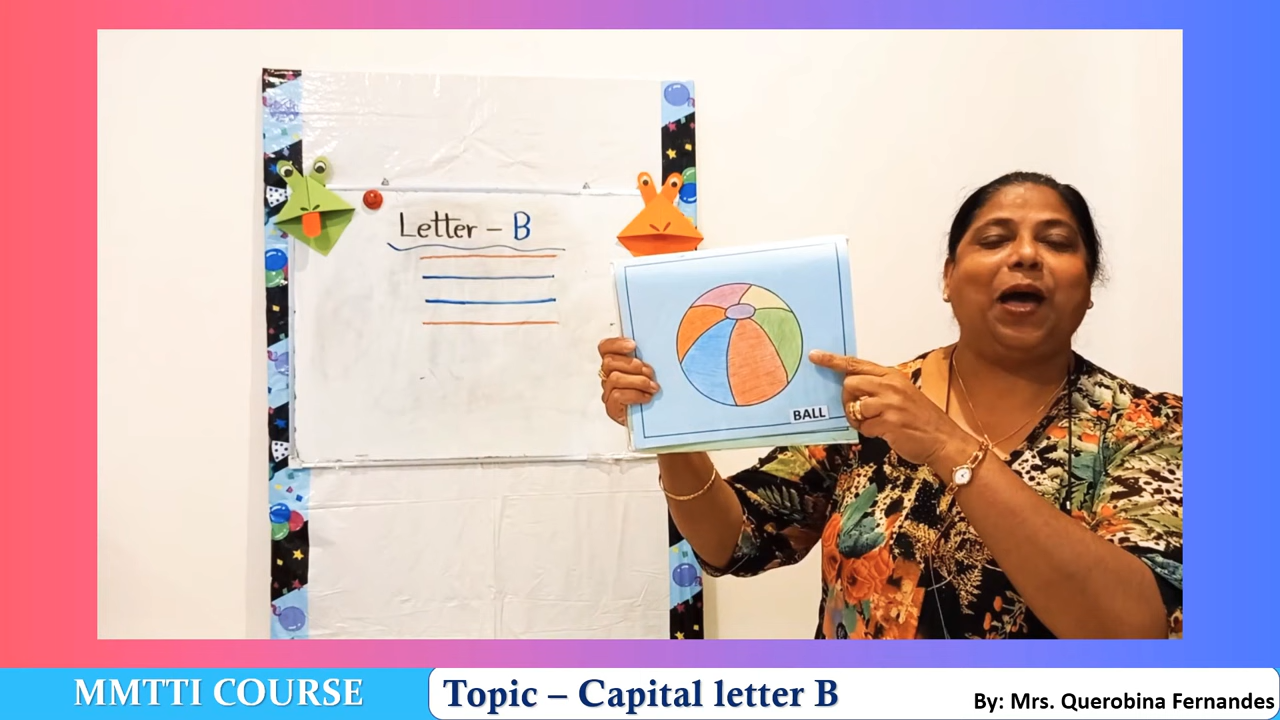 Letter - B
BALL
MMTTI COURSE
Topic – Capital letter B
By: Mrs. Querobina Fernandes